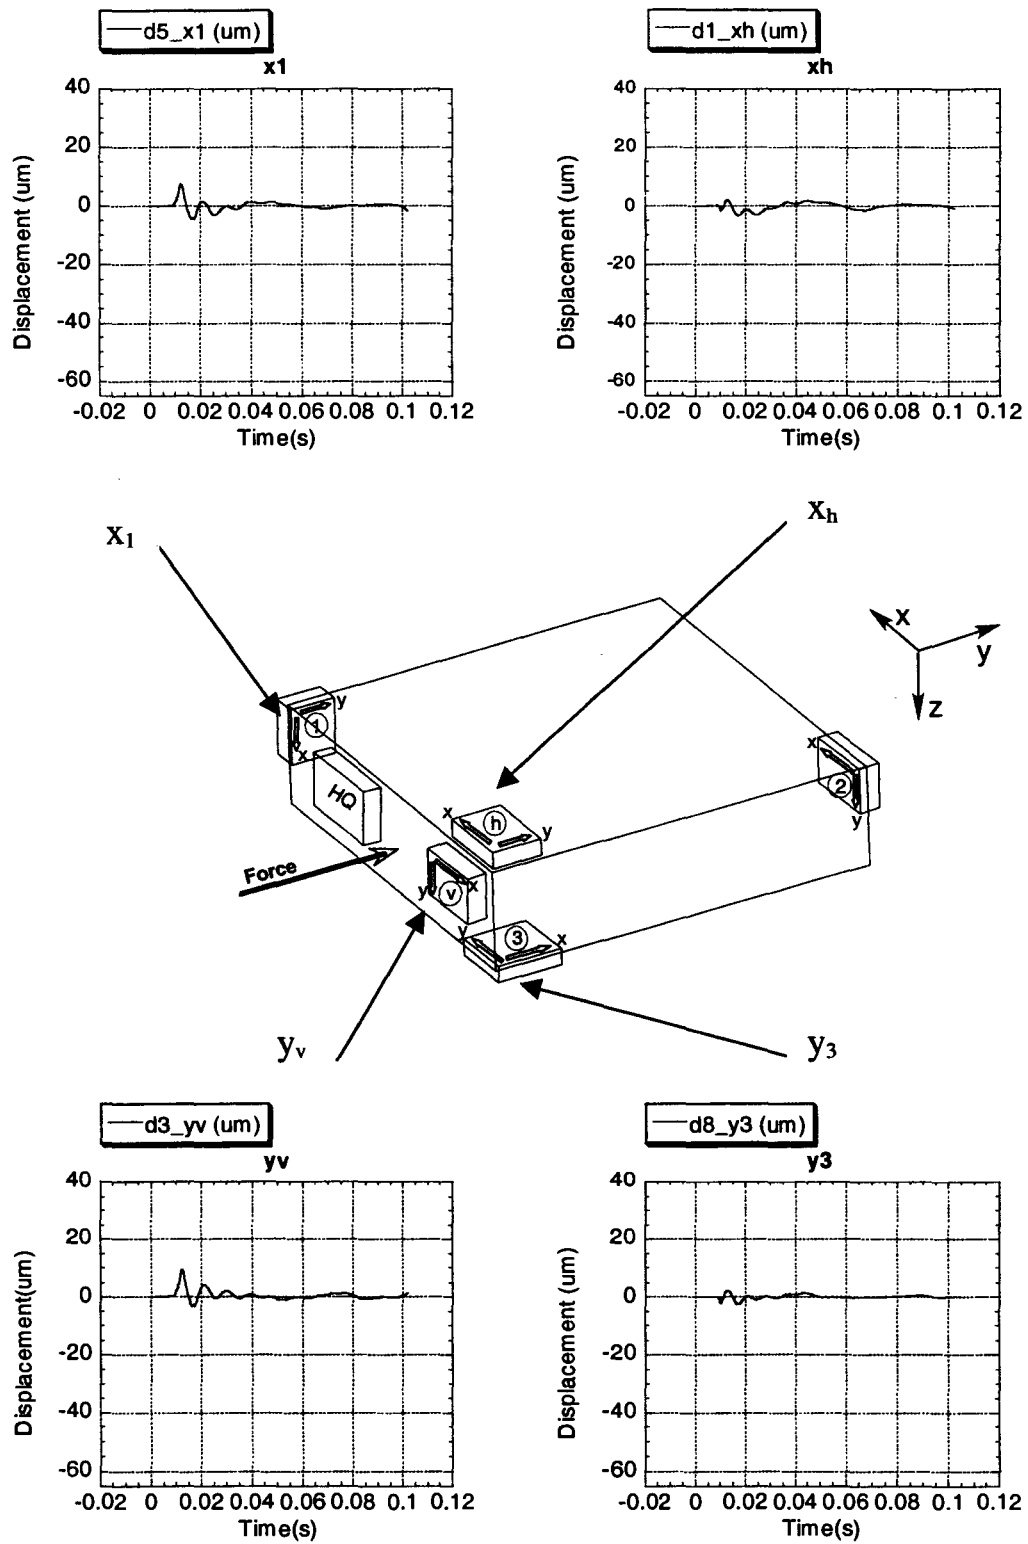 d5_x1 (um)
x1
40
20
0
-20
-40
-60
Displacement (um)
-0.02 0 0.02 0.04 0.06 0.08 0.1 0.12
Time(s)
d1_xh (um)
xh
40
20
0
-20
-40
-60
Displacement (um)
-0.02 0 0.02 0.04 0.06 0.08 0.1 0.12
Time(s)
x1
xh
x
y
z
1
y
x
HQ
h
x
y
2
x
y
Force
v
y
x
3
y
x
yv
y3
d3_yv (um)
yv
40
20
0
-20
-40
-60
Displacement(um)
-0.02 0 0.02 0.04 0.06 0.08 0.1 0.12
Time(s)
d8_y3 (um)
y3
40
20
0
-20
-40
-60
Displacement (um)
-0.02 0 0.02 0.04 0.06 0.08 0.1 0.12
Time(s)